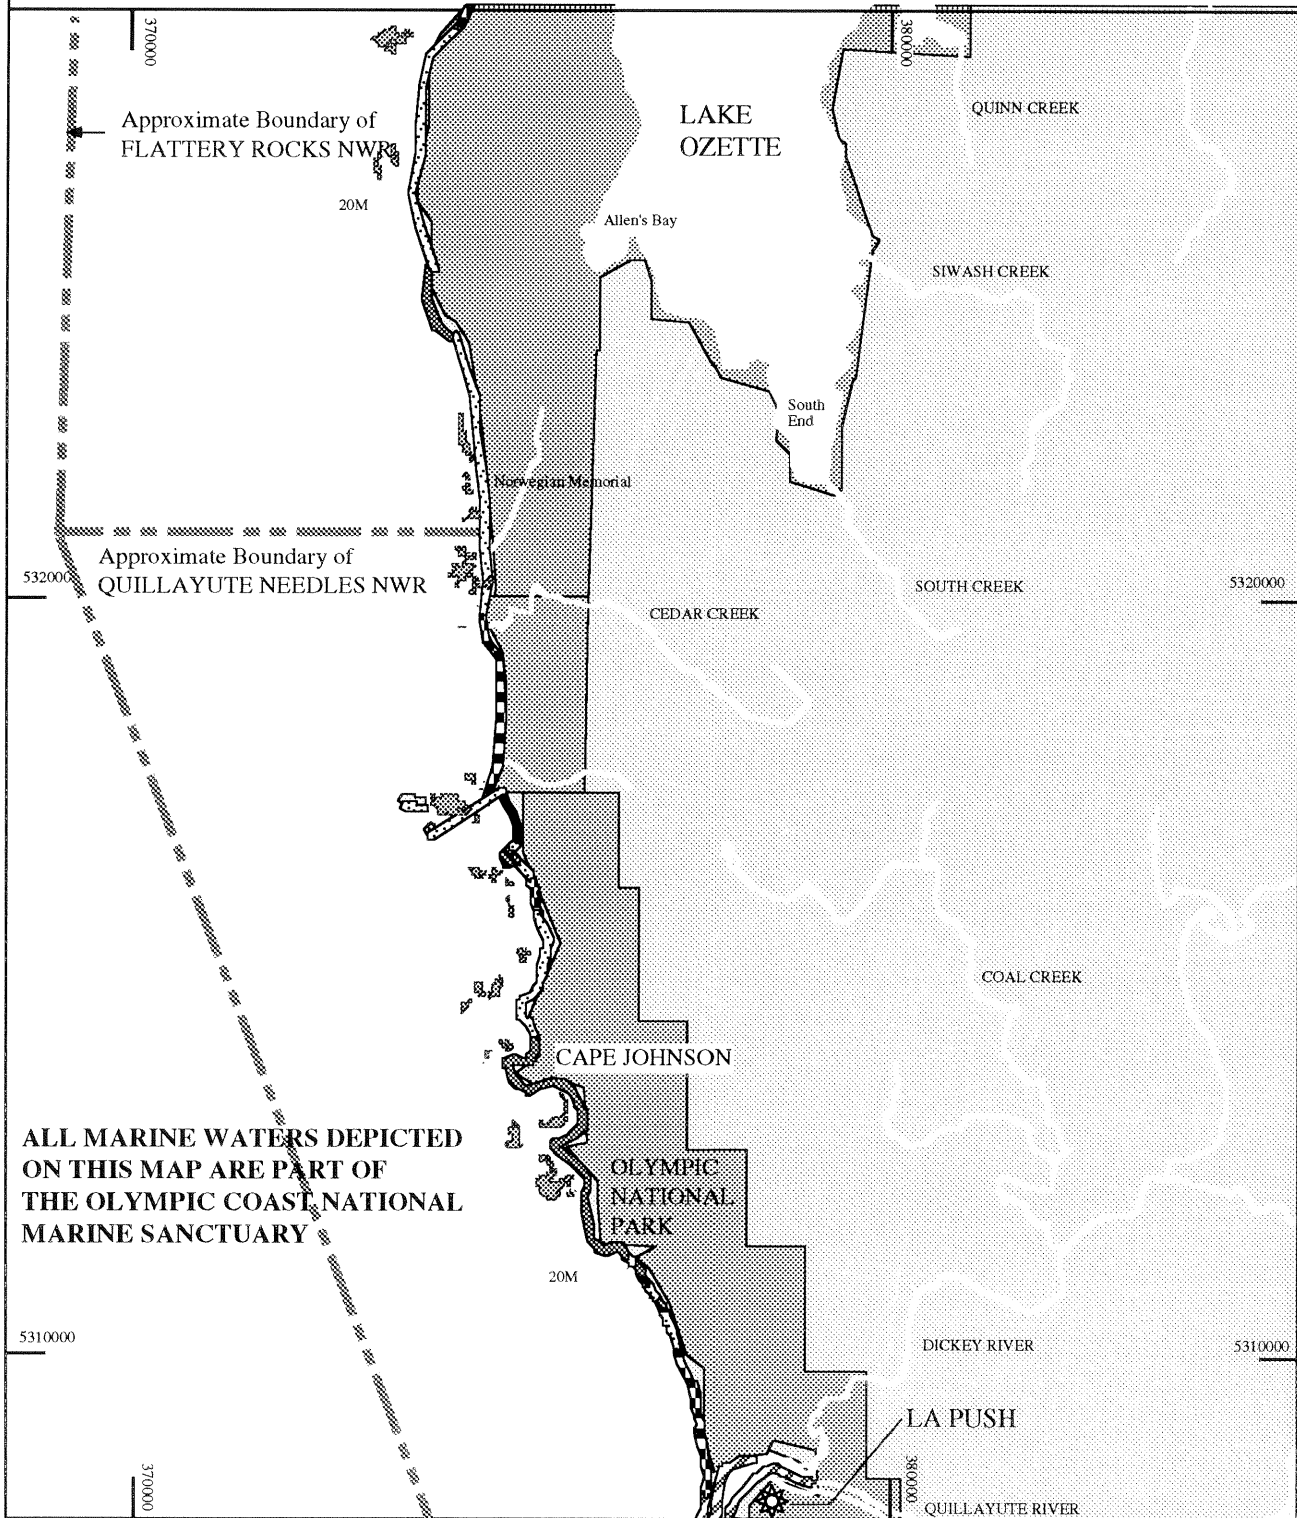 370000
380000
QUINN CREEK
LAKE
OZETTE
Approximate Boundary of
FLATTERY ROCKS NWR
20M
Allen's Bay
SIWASH CREEK
South
End
Norwegian Memorial
Approximate Boundary of
QUILLAYUTE NEEDLES NWR
532000
5320000
SOUTH CREEK
CEDAR CREEK
COAL CREEK
CAPE JOHNSON
ALL MARINE WATERS DEPICTED
ON THIS MAP ARE PART OF
THE OLYMPIC COAST NATIONAL
MARINE SANCTUARY
OLYMPIC
NATIONAL
PARK
20M
5310000
5310000
DICKEY RIVER
LA PUSH
370000
380000
QUILLAYUTE RIVER